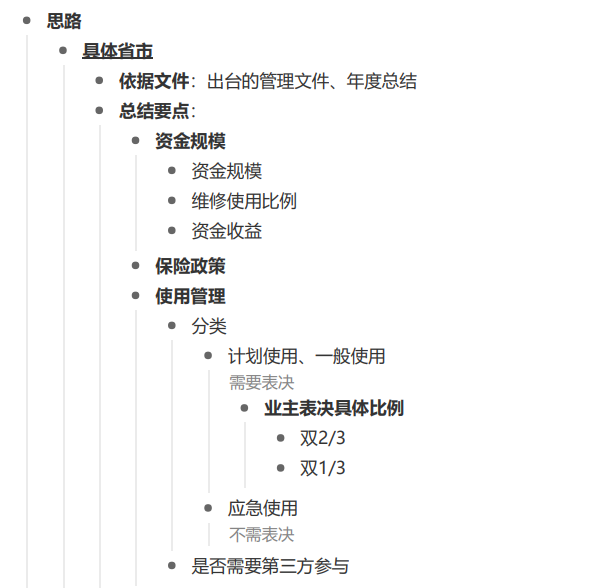 思路
具体省市
依据文件：出台的管理文件、年度总结
总结要点：
资金规模
资金规模
维修使用比例
资金收益
保险政策
使用管理
分类
计划使用、一般使用
需要表决
业主表决具体比例
双2/3
双1/3
应急使用
不需表决
是否需要第三方参与